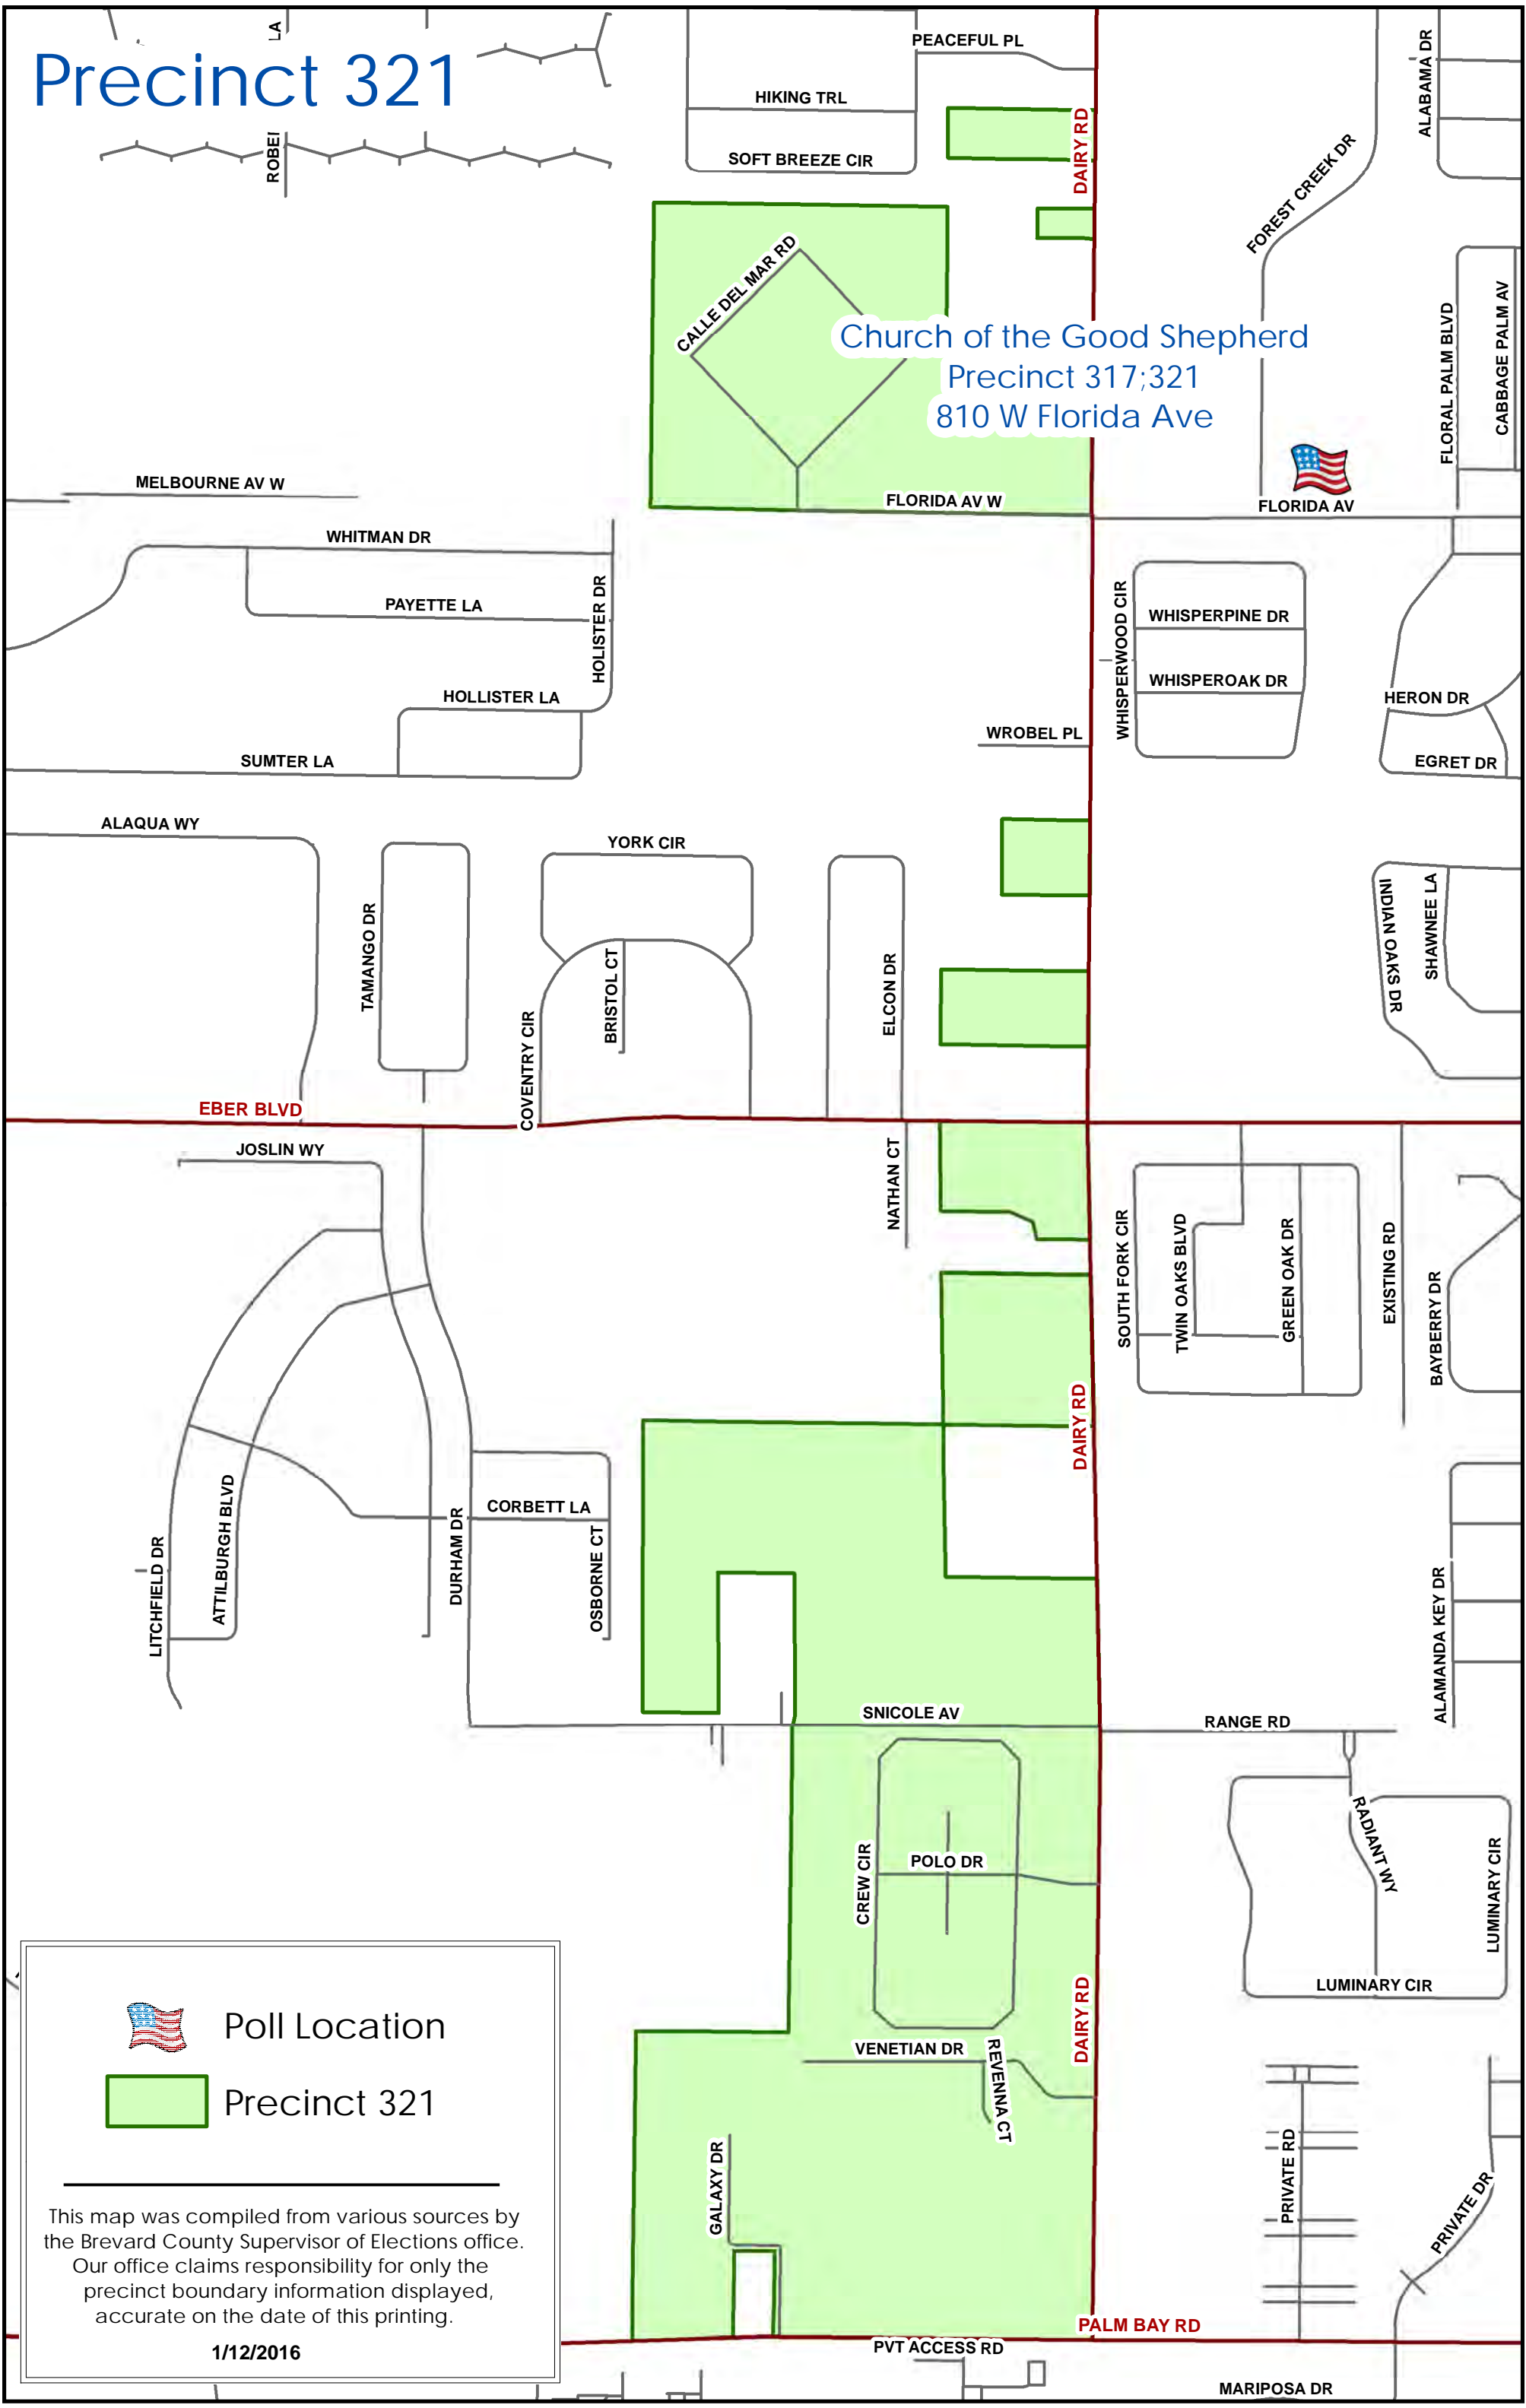 Precinct 321
LA
ROBEI
PEACEFUL PL
HIKING TRL
SOFT BREEZE CIR
DAIRY RD
ALABAMA DR
FOREST CREEK DR
CALLE DEL MAR RD
Church of the Good Shepherd
Precinct 317;321
810 W Florida Ave
FLORAL PALM BLVD
CABBAGE PALM AV
MELBOURNE AV W
FLORIDA AV W
FLORIDA AV
WHITMAN DR
PAYETTE LA
HOLISTER DR
HOLLISTER LA
SUMTER LA
WHISPERWOOD CIR
WHISPERPINE DR
WHISPEROAK DR
HERON DR
WROBEL PL
EGRET DR
ALAQUA WY
YORK CIR
TAMANGO DR
BRISTOL CT
COVENTRY CIR
ELCON DR
INDIAN OAKS DR
SHAWNEE LA
EBER BLVD
JOSLIN WY
NATHAN CT
SOUTH FORK CIR
TWIN OAKS BLVD
GREEN OAK DR
EXISTING RD
BAYBERRY DR
DAIRY RD
LITCHFIELD DR
ATTILBURGH BLVD
DURHAM DR
CORBETT LA
OSBORNE CT
ALAMANDA KEY DR
SNICOLE AV
RANGE RD
CREW CIR
POLO DR
RADIANT WY
LUMINARY CIR
LUMINARY CIR
DAIRY RD
VENETIAN DR
REVENNA CT
GALAXY DR
PRIVATE RD
PRIVATE DR
PALM BAY RD
PVT ACCESS RD
MARIPOSA DR
Poll Location
Precinct 321
This map was compiled from various sources by
the Brevard County Supervisor of Elections office.
Our office claims responsibility for only the
precinct boundary information displayed,
accurate on the date of this printing.
1/12/2016